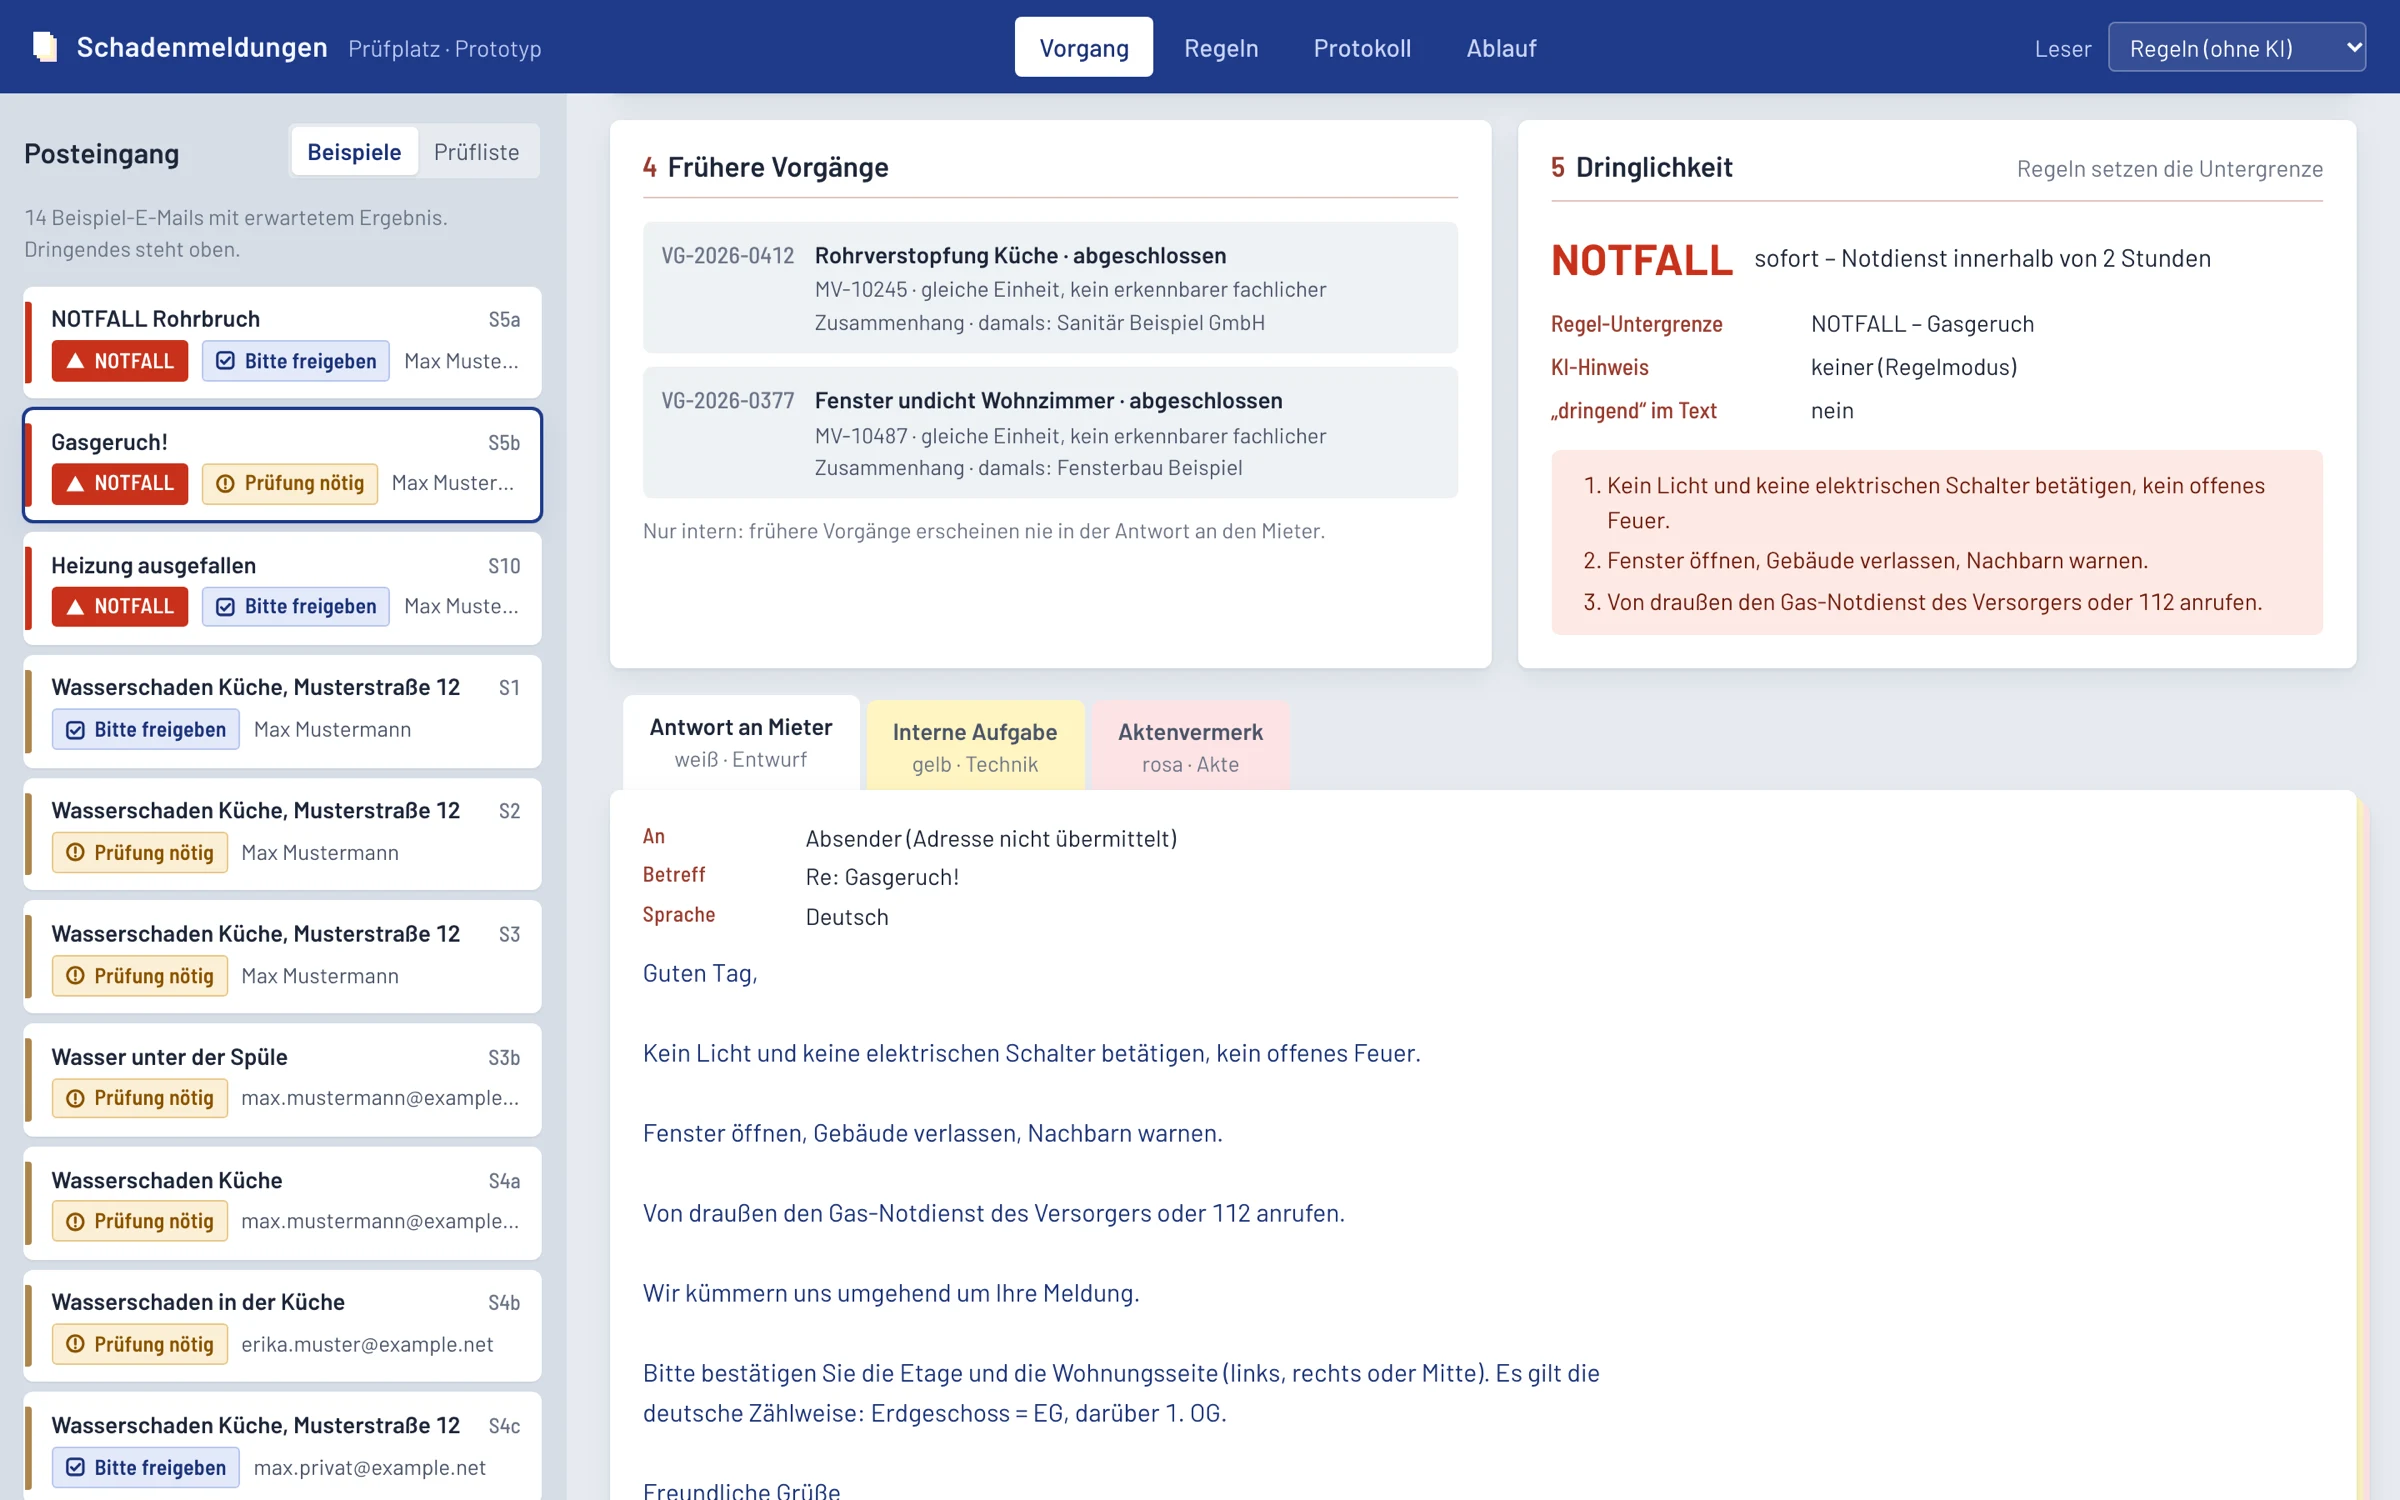 Schadenmeldungen Prüfplatz · Prototyp
Vorgang Regeln Protokoll Ablauf
Leser Regeln (ohne KI)
Posteingang Beispiele Prüfliste
14 Beispiel-E-Mails mit erwartetem Ergebnis.
Dringendes steht oben.
NOTFALL Rohrbruch S5a
NOTFALL Bitte freigeben Max Muste...
Gasgeruch! S5b
NOTFALL Prüfung nötig Max Muster...
Heizung ausgefallen S10
NOTFALL Bitte freigeben Max Muste...
Wasserschaden Küche, Musterstraße 12 S1
Bitte freigeben Max Mustermann
Wasserschaden Küche, Musterstraße 12 S2
Prüfung nötig Max Mustermann
Wasserschaden Küche, Musterstraße 12 S3
Prüfung nötig Max Mustermann
Wasser unter der Spüle S3b
Prüfung nötig max.mustermann@example...
Wasserschaden Küche S4a
Prüfung nötig max.mustermann@example...
Wasserschaden in der Küche S4b
Prüfung nötig erika.muster@example.net
Wasserschaden Küche, Musterstraße 12 S4c
Bitte freigeben max.privat@example.net
4 Frühere Vorgänge
VG-2026-0412 Rohrverstopfung Küche · abgeschlossen
MV-10245 · gleiche Einheit, kein erkennbarer fachlicher
Zusammenhang · damals: Sanitär Beispiel GmbH
VG-2026-0377 Fenster undicht Wohnzimmer · abgeschlossen
MV-10487 · gleiche Einheit, kein erkennbarer fachlicher
Zusammenhang · damals: Fensterbau Beispiel
Nur intern: frühere Vorgänge erscheinen nie in der Antwort an den Mieter.
5 Dringlichkeit Regeln setzen die Untergrenze
NOTFALL sofort – Notdienst innerhalb von 2 Stunden
Regel-Untergrenze NOTFALL – Gasgeruch
KI-Hinweis keiner (Regelmodus)
„dringend“ im Text nein
1. Kein Licht und keine elektrischen Schalter betätigen, kein offenes
Feuer.
2. Fenster öffnen, Gebäude verlassen, Nachbarn warnen.
3. Von draußen den Gas-Notdienst des Versorgers oder 112 anrufen.
Antwort an Mieter
weiß · Entwurf
Interne Aufgabe
gelb · Technik
Aktenvermerk
rosa · Akte
An Absender (Adresse nicht übermittelt)
Betreff Re: Gasgeruch!
Sprache Deutsch
Guten Tag,
Kein Licht und keine elektrischen Schalter betätigen, kein offenes Feuer.
Fenster öffnen, Gebäude verlassen, Nachbarn warnen.
Von draußen den Gas-Notdienst des Versorgers oder 112 anrufen.
Wir kümmern uns umgehend um Ihre Meldung.
Bitte bestätigen Sie die Etage und die Wohnungsseite (links, rechts oder Mitte). Es gilt die
deutsche Zählweise: Erdgeschoss = EG, darüber 1. OG.
Freundliche Grüße